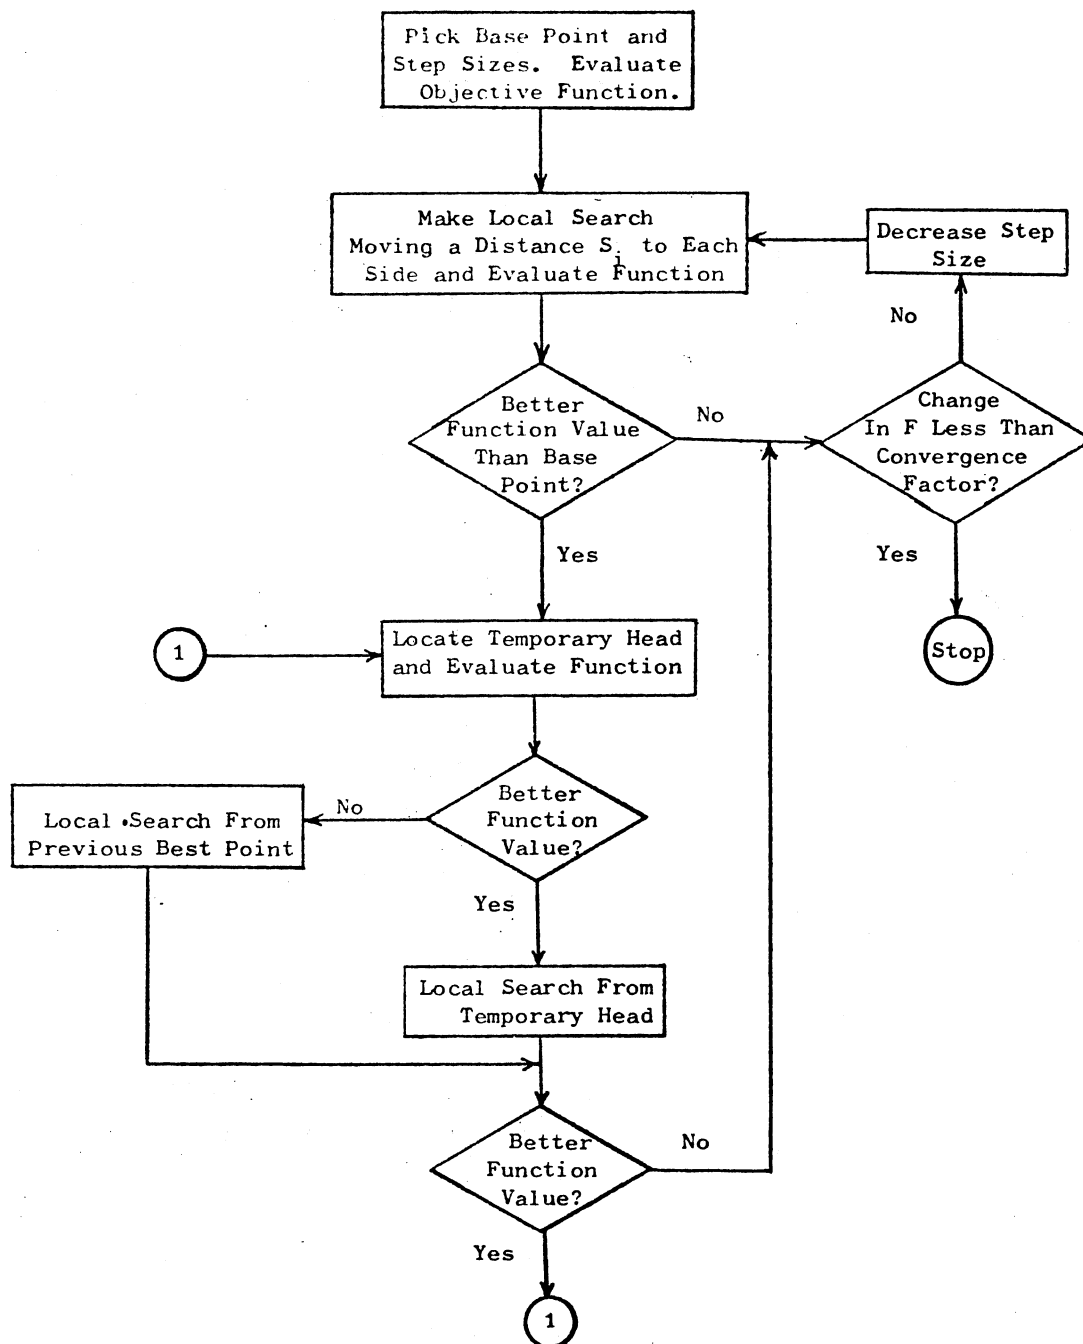 Pick Base Point and
Step Sizes. Evaluate
Objective Function.
Make Local Search
Moving a Distance S_i to Each
Side and Evaluate Function
Decrease Step
Size
No
Better
Function Value
Than Base
Point?
No
Change
In F Less Than
Convergence
Factor?
Yes
Yes
Stop
1
Locate Temporary Head
and Evaluate Function
Better
Function
Value?
No
Local Search From
Previous Best Point
Yes
Local Search From
Temporary Head
Better
Function
Value?
No
Yes
1